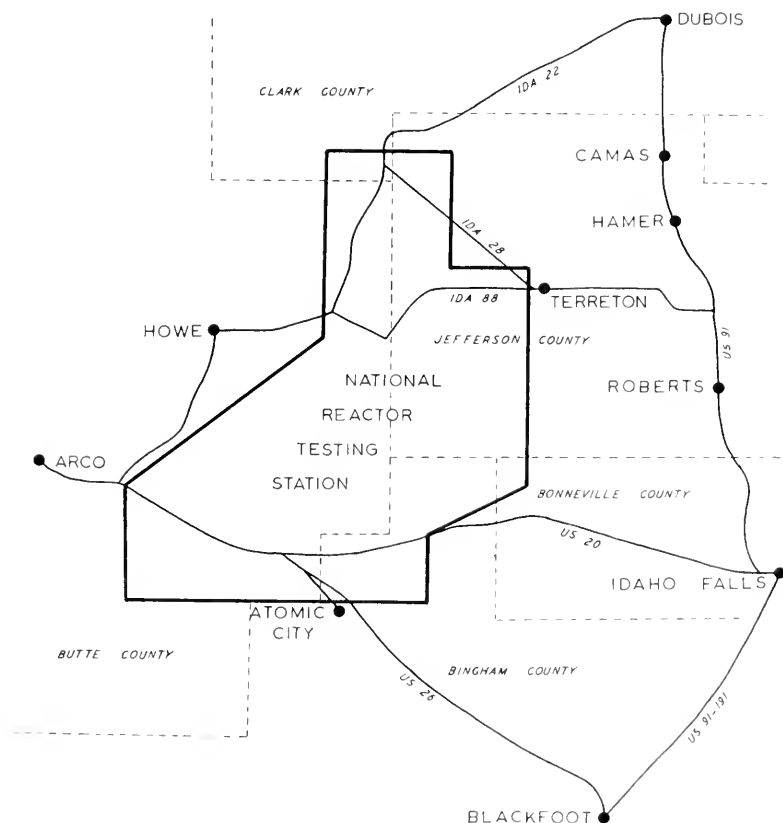 DUBOIS
IDA 22
CLARK COUNTY
CAMAS
HAMER
IDA 28
IDA 88
TERRETON
HOWE
JEFFERSON COUNTY
US 91
NATIONAL
REACTOR
TESTING
STATION
ROBERTS
ARCO
BONNEVILLE COUNTY
US 20
IDAHO FALLS
ATOMIC
CITY
BUTTE COUNTY
BINGHAM COUNTY
US 26
US 91-191
BLACKFOOT